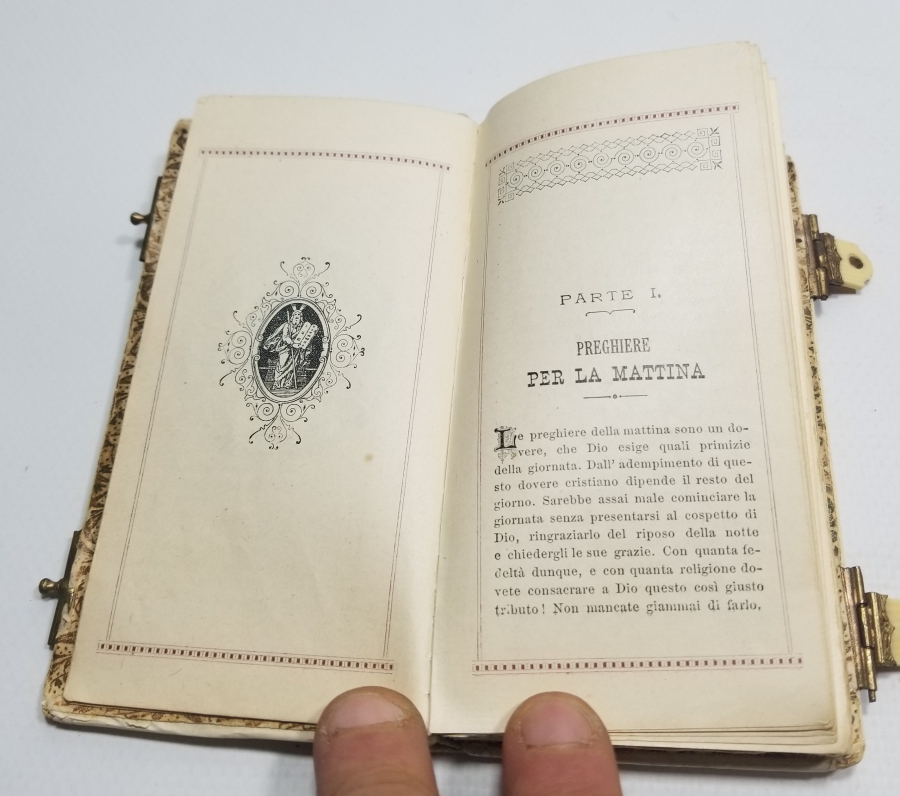 PARTE I.
PREGHIERE
PER LA MATTINA
Le preghiere della mattina sono un do-
vere, che Dio esige quali primizie
della giornata. Dall' adempimento di que-
sto dovere cristiano dipende il resto del
giorno. Sarebbe assai male cominciare la
giornata senza presentarsi al cospetto di
Dio, ringraziarlo del riposo della notte
e chiedergli le sue grazie. Con quanta fe-
deltà dunque, e con quanta religione do-
vete consacrare a Dio questo così giusto
tributo! Non mancate giammai di farlo,